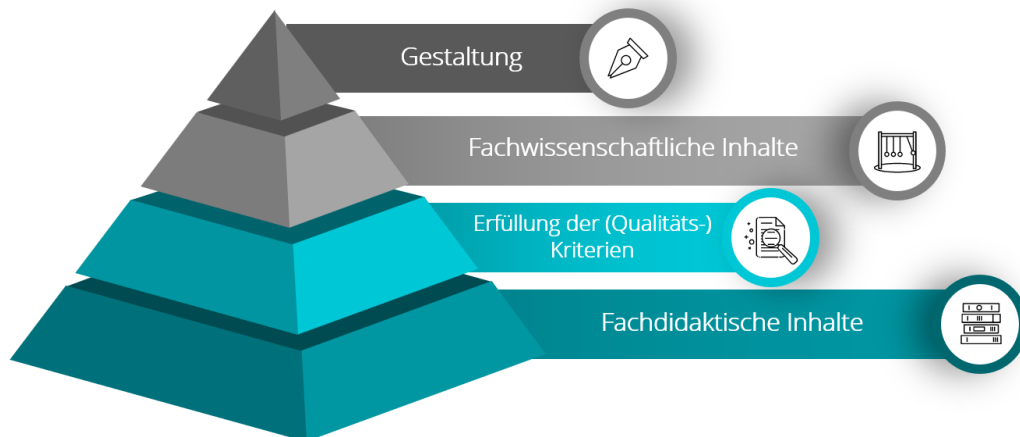 Gestaltung
Fachwissenschaftliche Inhalte
Erfüllung der (Qualitäts-)
Kriterien
Fachdidaktische Inhalte